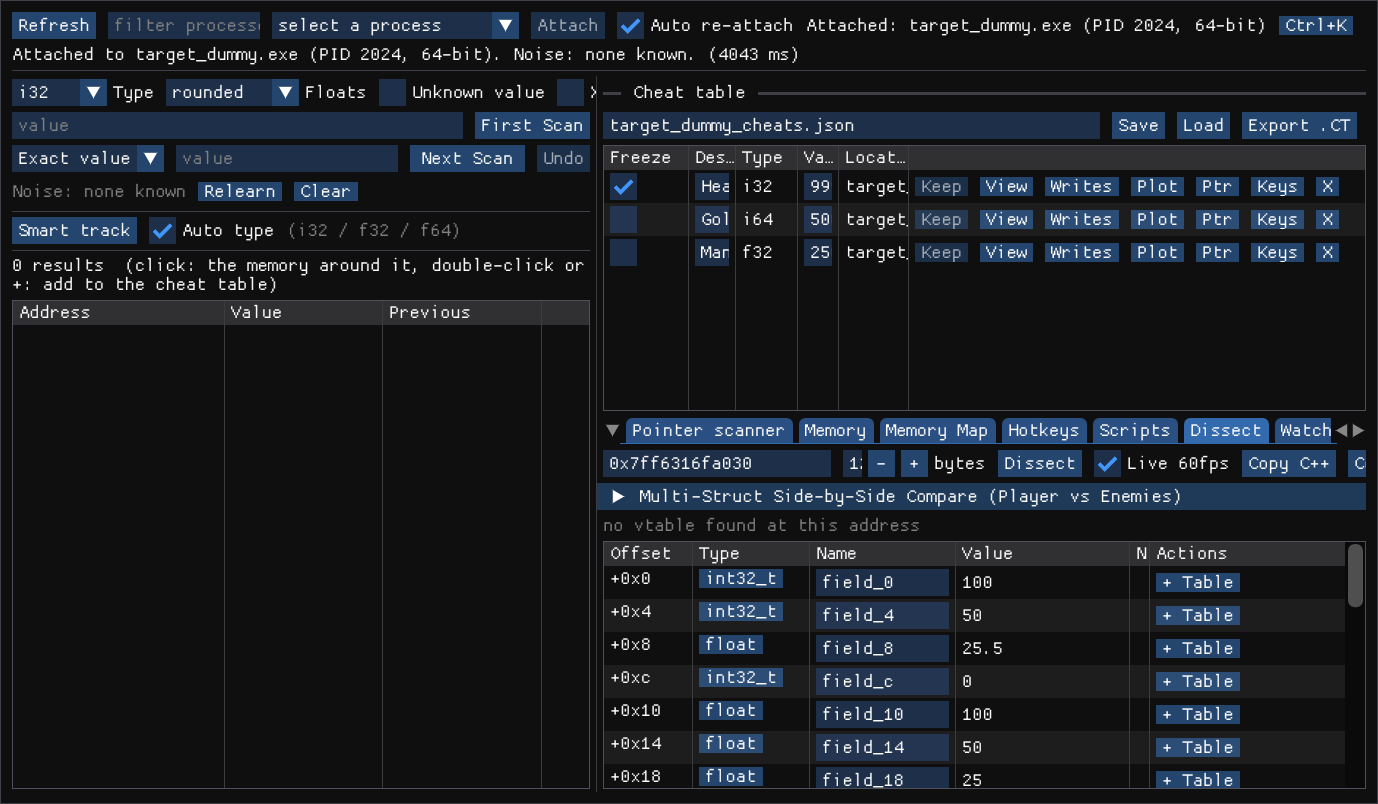 Refresh filter processe select a process Attach Auto re-attach Attached: target_dummy.exe (PID 2024, 64-bit) Ctrl+K
Attached to target_dummy.exe (PID 2024, 64-bit). Noise: none known. (4043 ms)
i32 Type rounded Floats Unknown value
value First Scan
Exact value value Next Scan Undo
Noise: none known Relearn Clear
Smart track Auto type (i32 / f32 / f64)
0 results (click: the memory around it, double-click or
+: add to the cheat table)
Address Value Previous
Cheat table
target_dummy_cheats.json Save Load Export .CT
Freeze Des... Type Va... Locat...
Hea i32 99 target_ Keep View Writes Plot Ptr Keys X
Gol i64 50 target_ Keep View Writes Plot Ptr Keys X
Man f32 25 target_ Keep View Writes Plot Ptr Keys X
Pointer scanner Memory Memory Map Hotkeys Scripts Dissect Watch
0x7ff6316fa030 - + bytes Dissect Live 60fps Copy C++
Multi-Struct Side-by-Side Compare (Player vs Enemies)
no vtable found at this address
Offset Type Name Value N Actions
+0x0 int32_t field_0 100 + Table
+0x4 int32_t field_4 50 + Table
+0x8 float field_8 25.5 + Table
+0xc int32_t field_c 0 + Table
+0x10 float field_10 100 + Table
+0x14 float field_14 50 + Table
+0x18 float field_18 25 + Table